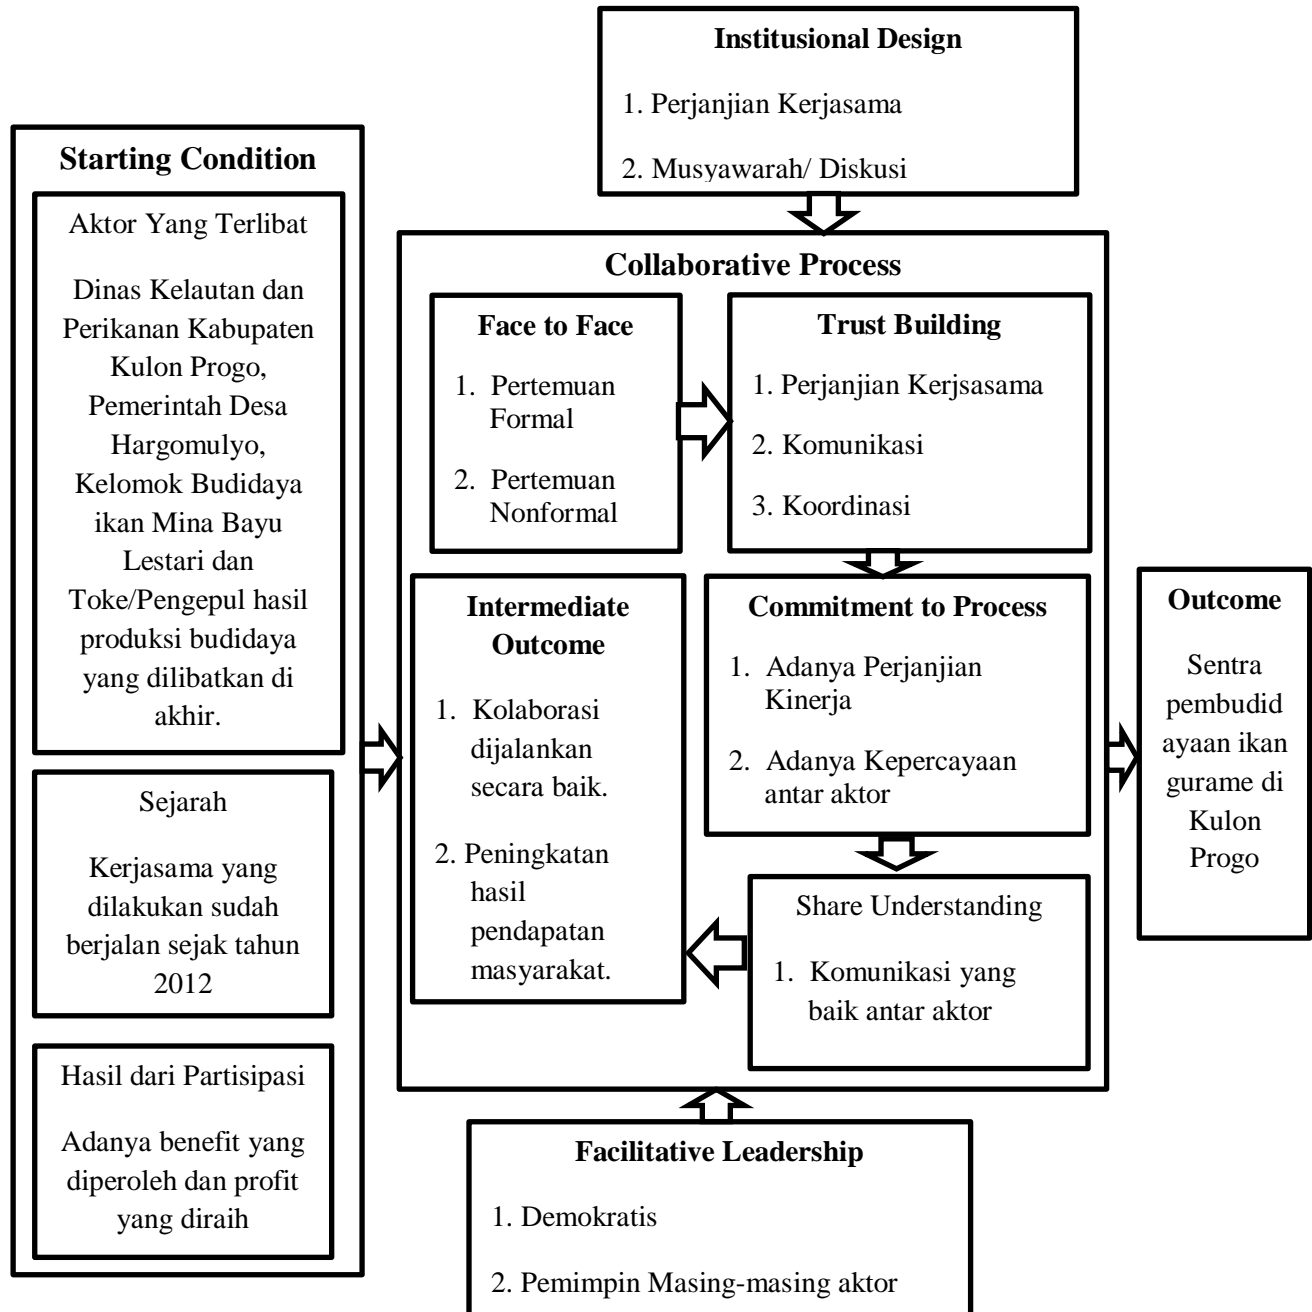 Institusional Design
1. Perjanjian Kerjasama
2. Musyawarah/ Diskusi
Starting Condition
Aktor Yang Terlibat
Dinas Kelautan dan
Perikanan Kabupaten
Kulon Progo,
Pemerintah Desa
Hargomulyo,
Kelomok Budidaya
ikan Mina Bayu
Lestari dan
Toke/Pengepul hasil
produksi budidaya
yang dilibatkan di
akhir.
Sejarah
Kerjasama yang
dilakukan sudah
berjalan sejak tahun
2012
Hasil dari Partisipasi
Adanya benefit yang
diperoleh dan profit
yang diraih
Collaborative Process
Face to Face
1. Pertemuan
Formal
2. Pertemuan
Nonformal
Trust Building
1. Perjanjian Kerjsasama
2. Komunikasi
3. Koordinasi
Commitment to Process
1. Adanya Perjanjian
Kinerja
2. Adanya Kepercayaan
antar aktor
Share Understanding
1. Komunikasi yang
baik antar aktor
Intermediate
Outcome
1. Kolaborasi
dijalankan
secara baik.
2. Peningkatan
hasil
pendapatan
masyarakat.
Outcome
Sentra
pembudid
ayaan ikan
gurame di
Kulon
Progo
Facilitative Leadership
1. Demokratis
2. Pemimpin Masing-masing aktor